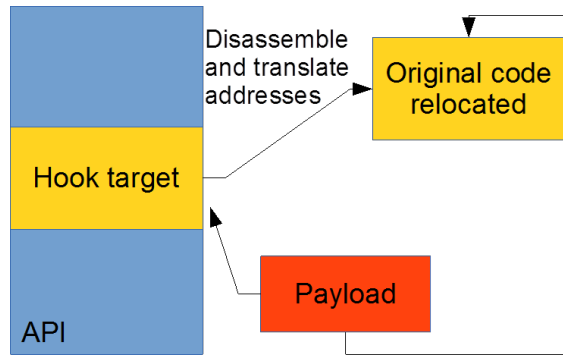 Disassemble
and translate
addresses
Original code
relocated
Hook target
Payload
API